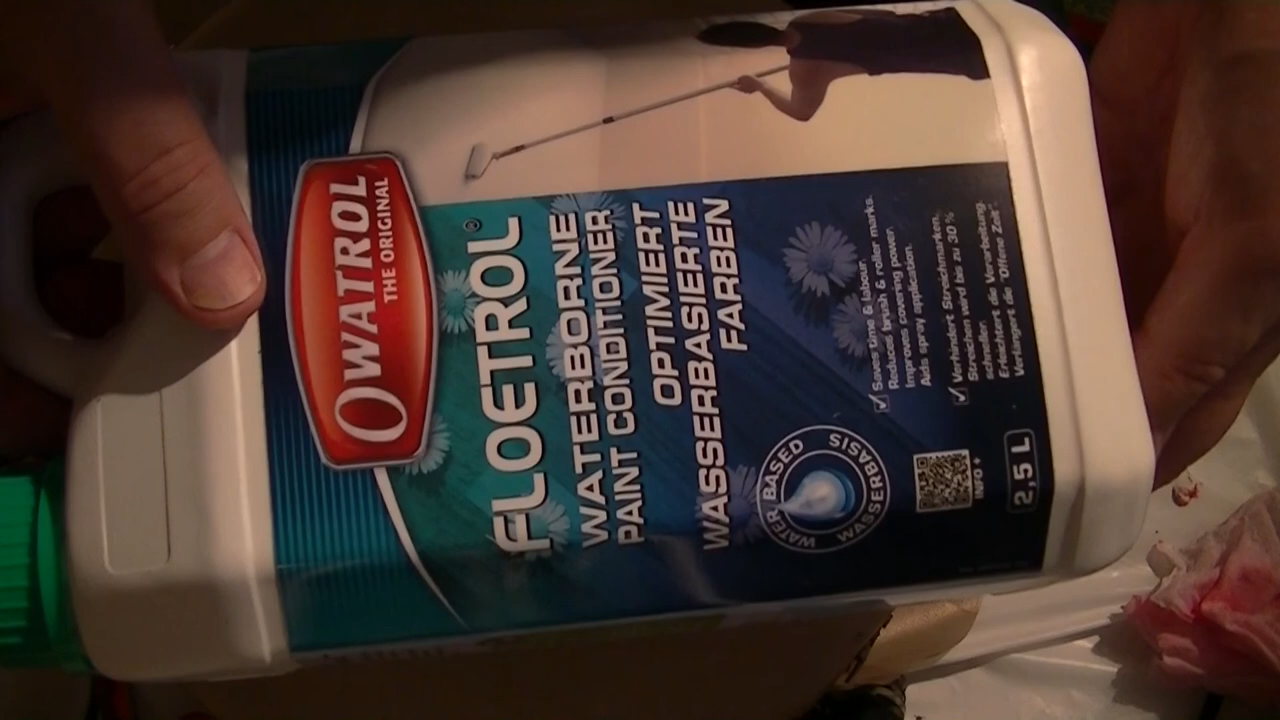 OWATROL
THE ORIGINAL
FLOETROL®
WATERBORNE
PAINT CONDITIONER
OPTIMIERT
WASSERBASIERTE
FARBEN
WATER BASED
WASSERBASIS
Saves time & labour.
Reduces brush & roller marks.
Improves covering power.
Aids spray application.
Verhindert Streichmarken.
Streichen wird bis zu 30 %
schneller.
Erleichtert die Verarbeitung.
Verlängert die "Offene Zeit".
INFO +
2,5 L